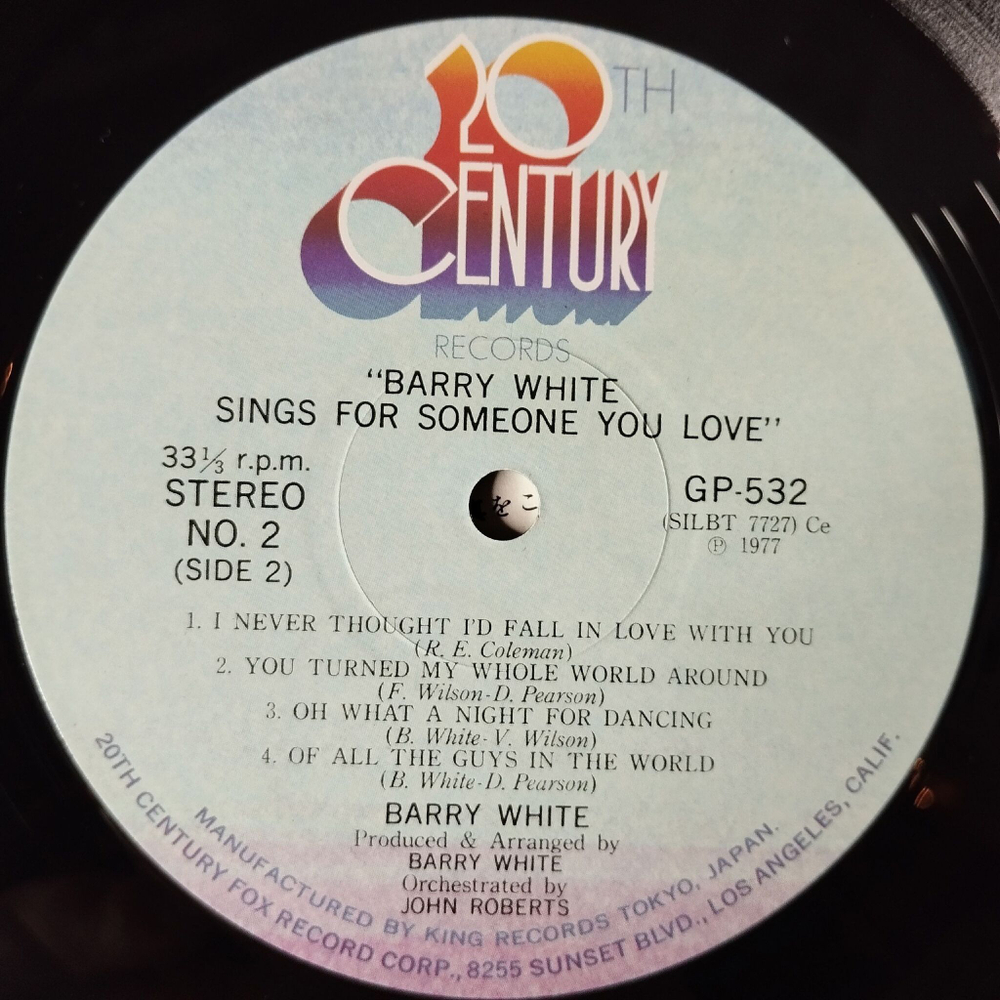 20TH
CENTURY
RECORDS
“BARRY WHITE
SINGS FOR SOMEONE YOU LOVE”
33⅓ r.p.m.
STEREO
NO. 2
(SIDE 2)
GP-532
(SILBT 7727) Ce
Ⓟ 1977
をこ
1. I NEVER THOUGHT I'D FALL IN LOVE WITH YOU
(R. E. Coleman)
2. YOU TURNED MY WHOLE WORLD AROUND
(F. Wilson-D. Pearson)
3. OH WHAT A NIGHT FOR DANCING
(B. White-V. Wilson)
4. OF ALL THE GUYS IN THE WORLD
(B. White-D. Pearson)
BARRY WHITE
Produced & Arranged by
BARRY WHITE
Orchestrated by
JOHN ROBERTS
MANUFACTURED BY KING RECORDS TOKYO, JAPAN.
20TH CENTURY FOX RECORD CORP., 8255 SUNSET BLVD., LOS ANGELES, CALIF.